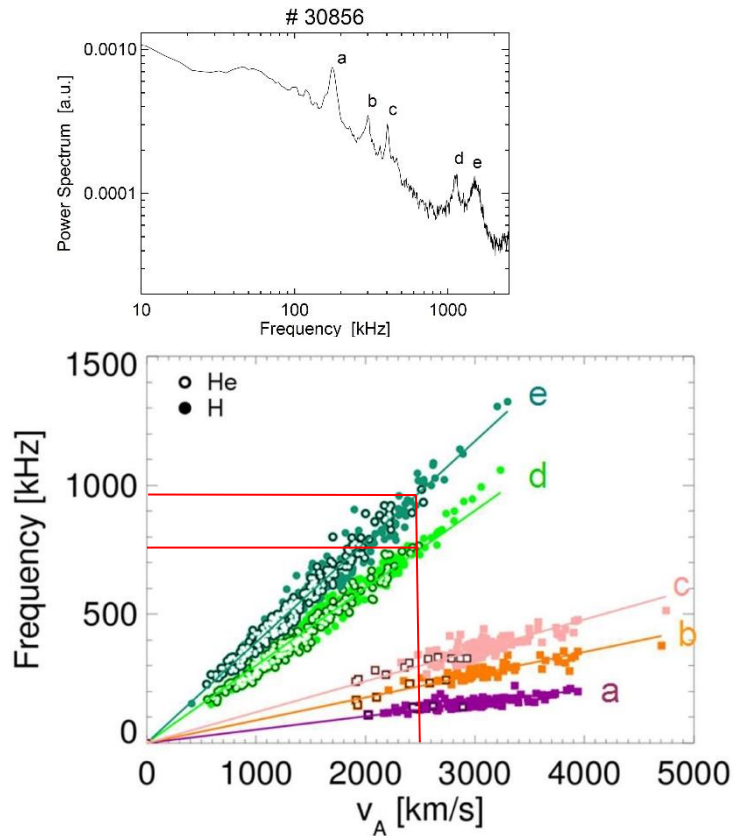 # 30856
Power Spectrum [a.u.]
0.0010
0.0001
a
b
c
d
e
10
100
1000
Frequency [kHz]
Frequency [kHz]
1500
1000
500
0
He
H
e
d
c
b
a
0
1000
2000
3000
4000
5000
v_A [km/s]